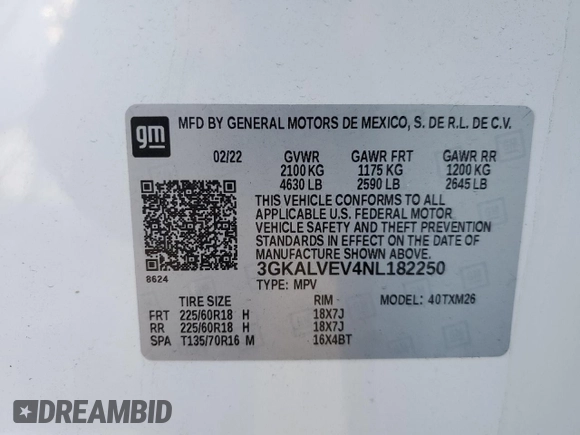 gm
MFD BY GENERAL MOTORS DE MEXICO, S. DE R.L. DE C.V.
02/22 GVWR GAWR FRT GAWR RR
2100 KG 1175 KG 1200 KG
4630 LB 2590 LB 2645 LB
THIS VEHICLE CONFORMS TO ALL
APPLICABLE U.S. FEDERAL MOTOR
VEHICLE SAFETY AND THEFT PREVENTION
STANDARDS IN EFFECT ON THE DATE OF
MANUFACTURE SHOWN ABOVE.
3GKALVEV4NL182250
8624
TYPE: MPV
TIRE SIZE RIM MODEL: 40TXM26
FRT 225/60R18 H 18X7J
RR 225/60R18 H 18X7J
SPA T135/70R16 M 16X4BT
DREAMBID